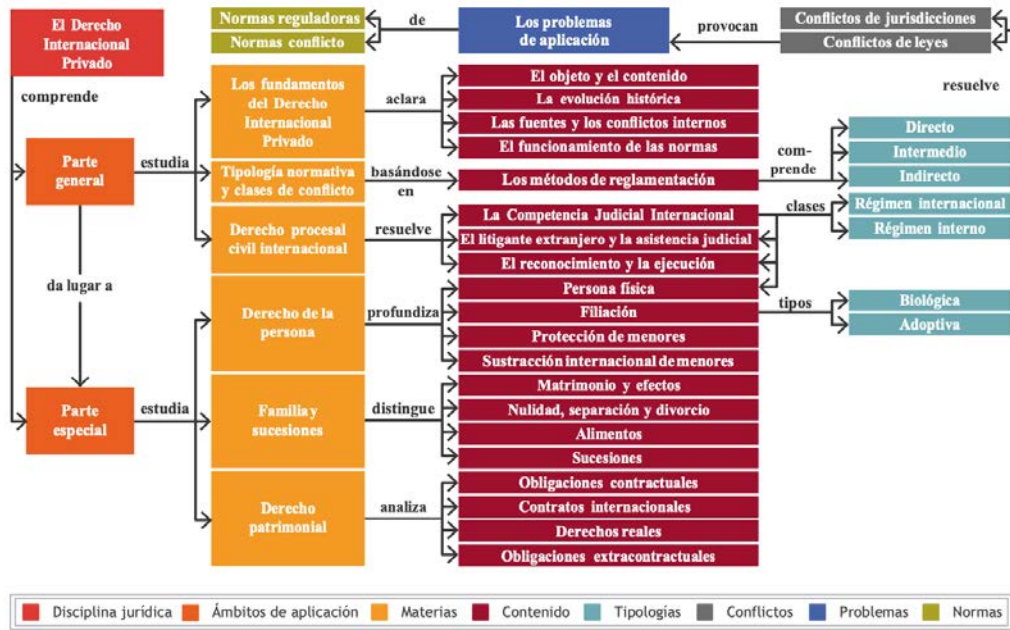 El Derecho
Internacional
Privado
Normas reguladoras
Normas conflicto
de
Los problemas
de aplicación
provocan
Conflictos de jurisdicciones
Conflictos de leyes
resuelve
comprende
Parte
general
estudia
Los fundamentos
del Derecho
Internacional
Privado
aclara
El objeto y el contenido
La evolución histórica
Las fuentes y los conflictos internos
El funcionamiento de las normas
Tipología normativa
y clases de conflicto
basándose
en
Los métodos de reglamentación
com-
prende
Directo
Intermedio
Indirecto
Derecho procesal
civil internacional
resuelve
La Competencia Judicial Internacional
El litigante extranjero y la asistencia judicial
El reconocimiento y la ejecución
clases
Régimen internacional
Régimen interno
da lugar a
Parte
especial
estudia
Derecho de la
persona
profundiza
Persona física
Filiación
Protección de menores
Sustracción internacional de menores
tipos
Biológica
Adoptiva
Familia y
sucesiones
distingue
Matrimonio y efectos
Nulidad, separación y divorcio
Alimentos
Sucesiones
Derecho
patrimonial
analiza
Obligaciones contractuales
Contratos internacionales
Derechos reales
Obligaciones extracontractuales
Disciplina jurídica
Ámbitos de aplicación
Materias
Contenido
Tipologías
Conflictos
Problemas
Normas